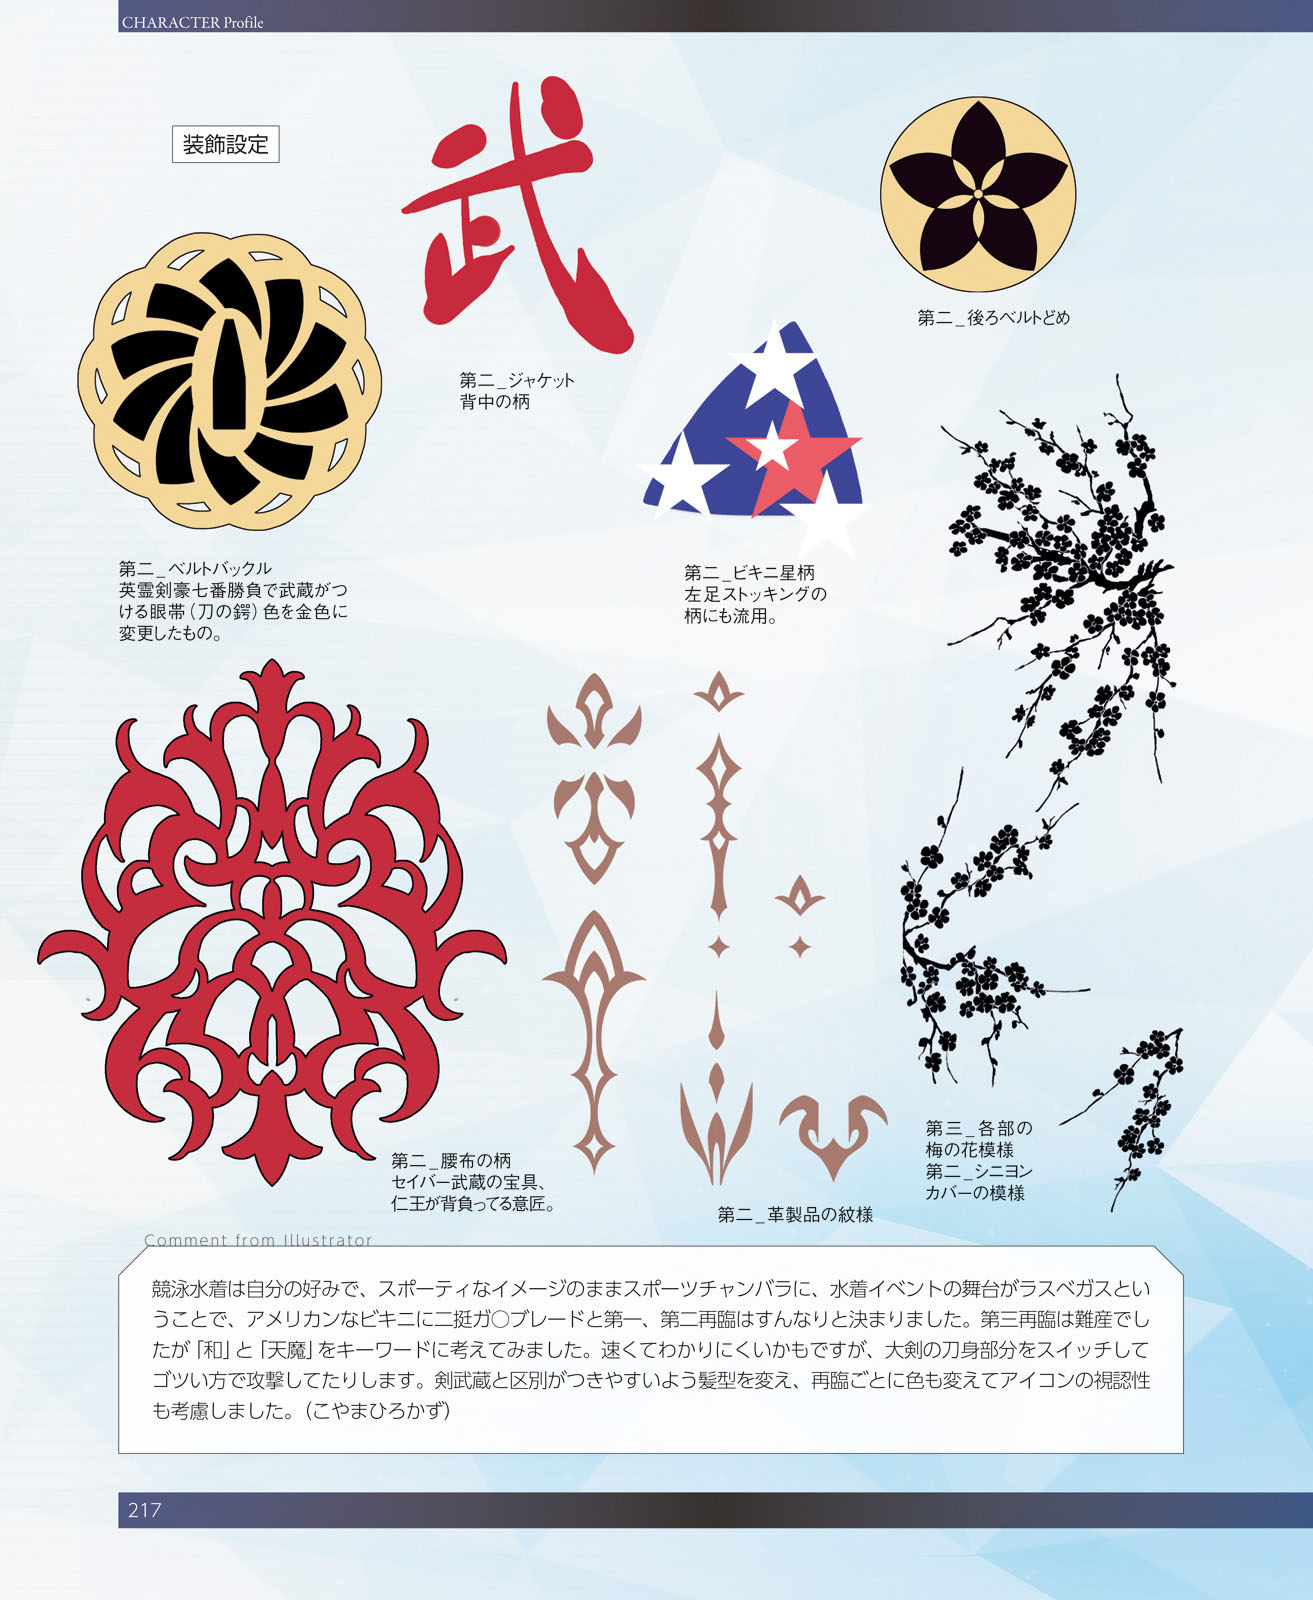 CHARACTER Profile
装飾設定
武
第二_ジャケット
背中の柄
第二_後ろベルトどめ
第二_ベルトバックル
英霊剣豪七番勝負で武蔵がつ
ける眼帯（刀の鍔）色を金色に
変更したもの。
第二_ビキニ星柄
左足ストッキングの
柄にも流用。
第二_腰布の柄
セイバー武蔵の宝具、
仁王が背負ってる意匠。
第二_革製品の紋様
第三_各部の
梅の花模様
第二_シニヨン
カバーの模様
Comment from Illustrator
競泳水着は自分の好みで、スポーティなイメージのままスポーツチャンバラに、水着イベントの舞台がラスベガスとい
うことで、アメリカンなビキニに二挺ガ○ブレードと第一、第二再臨はすんなりと決まりました。第三再臨は難産でし
たが「和」と「天魔」をキーワードに考えてみました。速くてわかりにくいかもですが、大剣の刀身部分をスイッチして
ゴツい方で攻撃してたりします。剣武蔵と区別がつきやすいよう髪型を変え、再臨ごとに色も変えてアイコンの視認性
も考慮しました。（こやまひろかず）
217